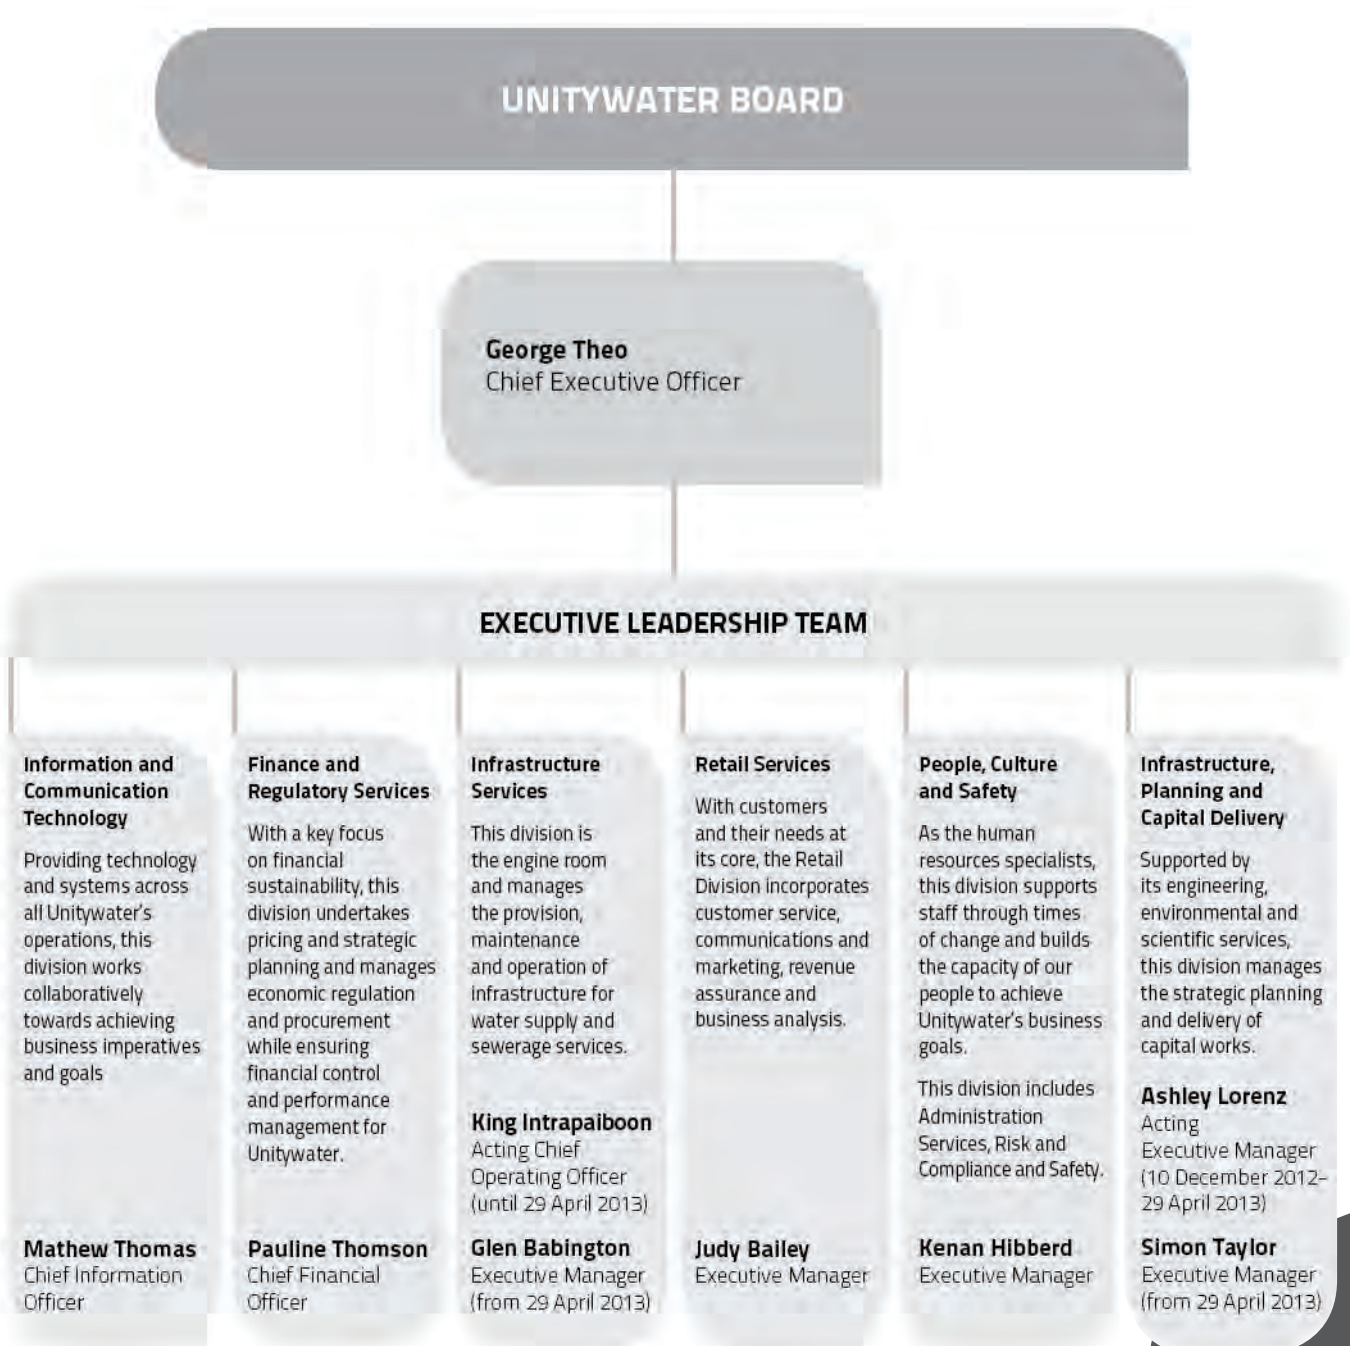 UNITYWATER BOARD
George Theo
Chief Executive Officer
EXECUTIVE LEADERSHIP TEAM
Information and
Communication
Technology
Providing technology
and systems across
all Unitywater's
operations, this
division works
collaboratively
towards achieving
business imperatives
and goals
Mathew Thomas
Chief Information
Officer
Finance and
Regulatory Services
With a key focus
on financial
sustainability, this
division undertakes
pricing and strategic
planning and manages
economic regulation
and procurement
while ensuring
financial control
and performance
management for
Unitywater.
Pauline Thomson
Chief Financial
Officer
Infrastructure
Services
This division is
the engine room
and manages
the provision,
maintenance
and operation of
infrastructure for
water supply and
sewerage services.
King Intrapaiboon
Acting Chief
Operating Officer
(until 29 April 2013)
Glen Babington
Executive Manager
(from 29 April 2013)
Retail Services
With customers
and their needs at
its core, the Retail
Division incorporates
customer service,
communications and
marketing, revenue
assurance and
business analysis.
Judy Bailey
Executive Manager
People, Culture
and Safety
As the human
resources specialists,
this division supports
staff through times
of change and builds
the capacity of our
people to achieve
Unitywater's business
goals.
This division includes
Administration
Services, Risk and
Compliance and Safety.
Kenan Hibberd
Executive Manager
Infrastructure,
Planning and
Capital Delivery
Supported by
its engineering,
environmental and
scientific services,
this division manages
the strategic planning
and delivery of
capital works.
Ashley Lorenz
Acting
Executive Manager
(10 December 2012–
29 April 2013)
Simon Taylor
Executive Manager
(from 29 April 2013)